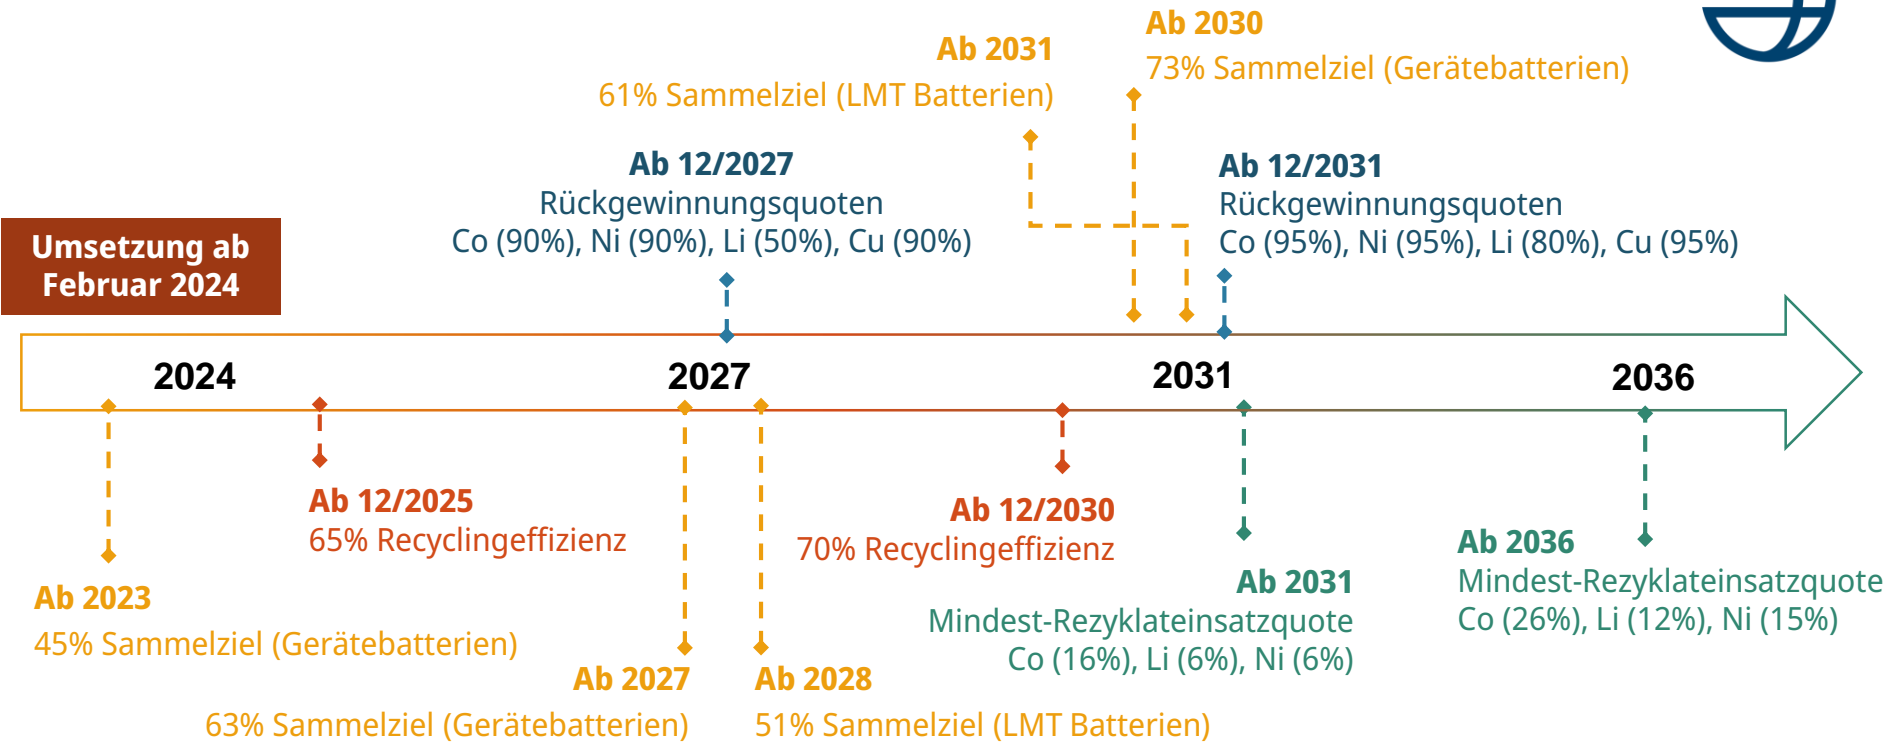 Ab 2030
73% Sammelziel (Gerätebatterien)
Ab 2031
61% Sammelziel (LMT Batterien)
Ab 12/2027
Rückgewinnungsquoten
Co (90%), Ni (90%), Li (50%), Cu (90%)
Ab 12/2031
Rückgewinnungsquoten
Co (95%), Ni (95%), Li (80%), Cu (95%)
Umsetzung ab
Februar 2024
2024
2027
2031
2036
Ab 12/2025
65% Recyclingeffizienz
Ab 12/2030
70% Recyclingeffizienz
Ab 2023
45% Sammelziel (Gerätebatterien)
Ab 2027
63% Sammelziel (Gerätebatterien)
Ab 2028
51% Sammelziel (LMT Batterien)
Ab 2031
Mindest-Rezyklateinsatzquote
Co (16%), Li (6%), Ni (6%)
Ab 2036
Mindest-Rezyklateinsatzquote
Co (26%), Li (12%), Ni (15%)